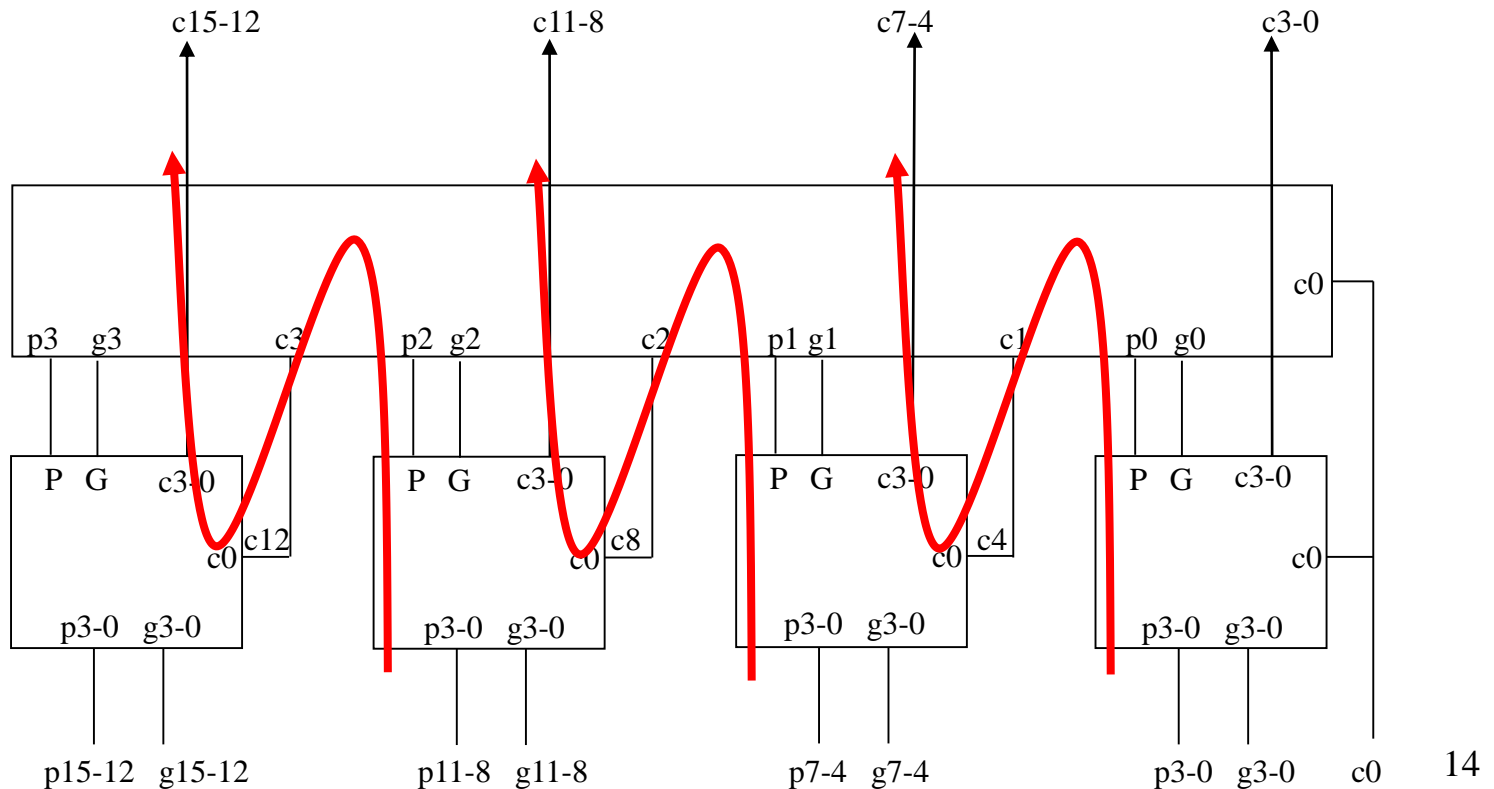 c15-12 c11-8 c7-4 c3-0
c0
p3 g3 c3 p2 g2 c2 p1 g1 c1 p0 g0
P G c3-0 P G c3-0 P G c3-0 P G c3-0
c0 c12 c0 c8 c0 c4 c0
p3-0 g3-0 p3-0 g3-0 p3-0 g3-0 p3-0 g3-0
p15-12 g15-12 p11-8 g11-8 p7-4 g7-4 p3-0 g3-0 c0 14